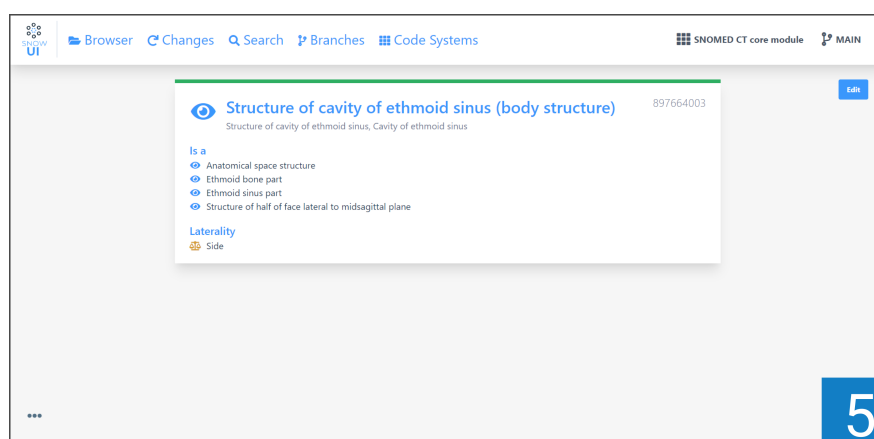 SNOW
UI
Browser Changes Search Branches Code Systems SNOMED CT core module MAIN
Edit
Structure of cavity of ethmoid sinus (body structure) 897664003
Structure of cavity of ethmoid sinus, Cavity of ethmoid sinus
Is a
Anatomical space structure
Ethmoid bone part
Ethmoid sinus part
Structure of half of face lateral to midsagittal plane
Laterality
Side
5